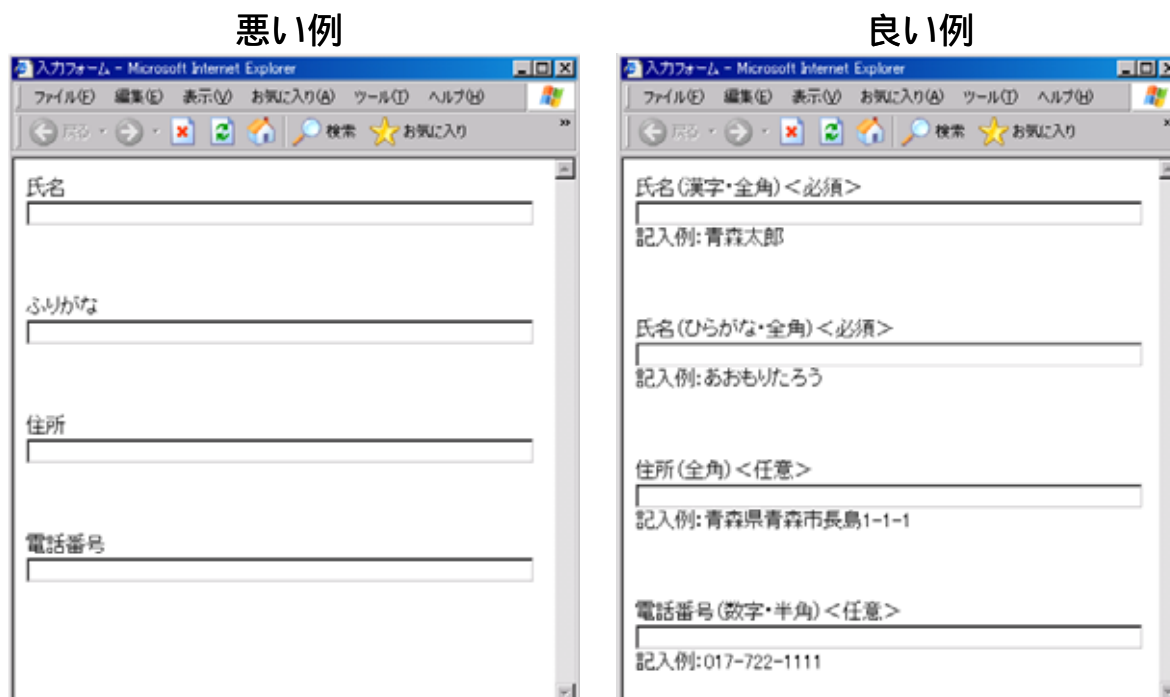 悪い例
入力フォーム - Microsoft Internet Explorer
ファイル(F) 編集(E) 表示(V) お気に入り(A) ツール(T) ヘルプ(H)
戻る 検索 お気に入り »
氏名
ふりがな
住所
電話番号
良い例
入力フォーム - Microsoft Internet Explorer
ファイル(F) 編集(E) 表示(V) お気に入り(A) ツール(T) ヘルプ(H)
戻る 検索 お気に入り
氏名(漢字・全角)<必須>
記入例:青森太郎
氏名(ひらがな・全角)<必須>
記入例:あおもりたろう
住所(全角)<任意>
記入例:青森県青森市長島1-1-1
電話番号(数字・半角)<任意>
記入例:017-722-1111